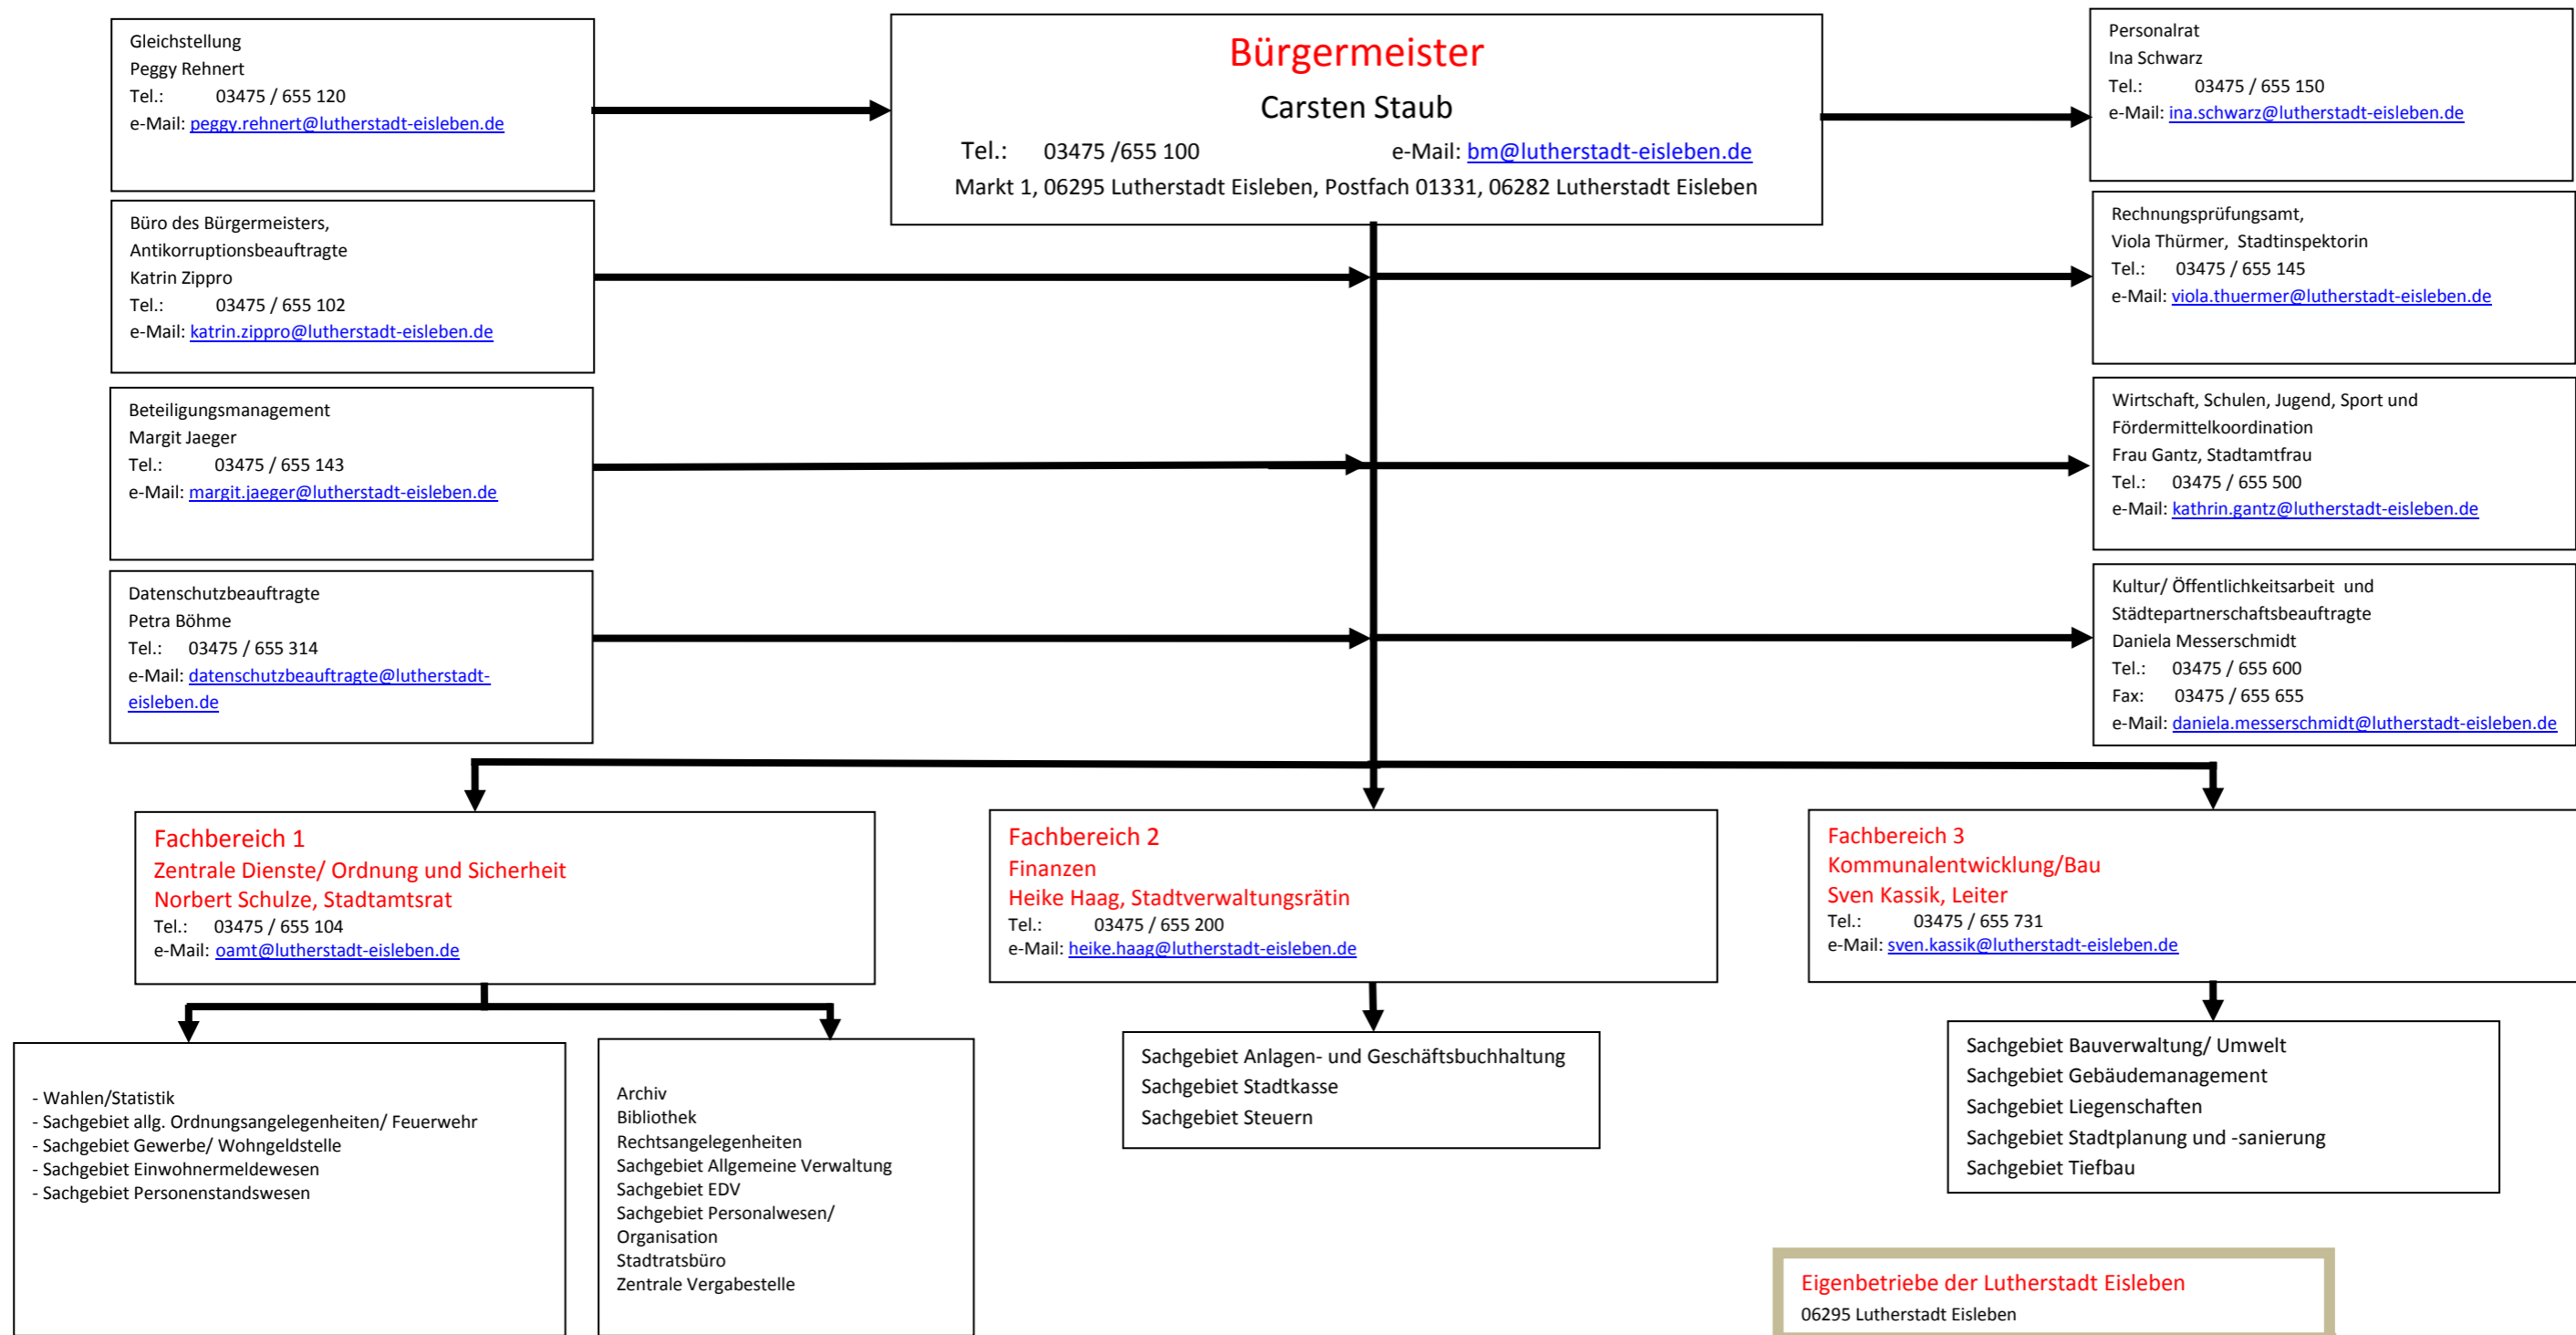 Gleichstellung
Peggy Rehnert
Tel.: 03475 / 655 120
e-Mail: peggy.rehnert@lutherstadt-eisleben.de
Bürgermeister
Carsten Staub
Tel.: 03475 /655 100 e-Mail: bm@lutherstadt-eisleben.de
Markt 1, 06295 Lutherstadt Eisleben, Postfach 01331, 06282 Lutherstadt Eisleben
Personalrat
Ina Schwarz
Tel.: 03475 / 655 150
e-Mail: ina.schwarz@lutherstadt-eisleben.de
Büro des Bürgermeisters,
Antikorruptionsbeauftragte
Katrin Zippro
Tel.: 03475 / 655 102
e-Mail: katrin.zippro@lutherstadt-eisleben.de
Rechnungsprüfungsamt,
Viola Thürmer, Stadtinspektorin
Tel.: 03475 / 655 145
e-Mail: viola.thuermer@lutherstadt-eisleben.de
Beteiligungsmanagement
Margit Jaeger
Tel.: 03475 / 655 143
e-Mail: margit.jaeger@lutherstadt-eisleben.de
Wirtschaft, Schulen, Jugend, Sport und
Fördermittelkoordination
Frau Gantz, Stadtamtfrau
Tel.: 03475 / 655 500
e-Mail: kathrin.gantz@lutherstadt-eisleben.de
Datenschutzbeauftragte
Petra Böhme
Tel.: 03475 / 655 314
e-Mail: datenschutzbeauftragte@lutherstadt-
eisleben.de
Kultur/ Öffentlichkeitsarbeit und
Städtepartnerschaftsbeauftragte
Daniela Messerschmidt
Tel.: 03475 / 655 600
Fax: 03475 / 655 655
e-Mail: daniela.messerschmidt@lutherstadt-eisleben.de
Fachbereich 1
Zentrale Dienste/ Ordnung und Sicherheit
Norbert Schulze, Stadtamtsrat
Tel.: 03475 / 655 104
e-Mail: oamt@lutherstadt-eisleben.de
Fachbereich 2
Finanzen
Heike Haag, Stadtverwaltungsrätin
Tel.: 03475 / 655 200
e-Mail: heike.haag@lutherstadt-eisleben.de
Fachbereich 3
Kommunalentwicklung/Bau
Sven Kassik, Leiter
Tel.: 03475 / 655 731
e-Mail: sven.kassik@lutherstadt-eisleben.de
- Wahlen/Statistik
- Sachgebiet allg. Ordnungsangelegenheiten/ Feuerwehr
- Sachgebiet Gewerbe/ Wohngeldstelle
- Sachgebiet Einwohnermeldewesen
- Sachgebiet Personenstandswesen
Archiv
Bibliothek
Rechtsangelegenheiten
Sachgebiet Allgemeine Verwaltung
Sachgebiet EDV
Sachgebiet Personalwesen/
Organisation
Stadtratsbüro
Zentrale Vergabestelle
Sachgebiet Anlagen- und Geschäftsbuchhaltung
Sachgebiet Stadtkasse
Sachgebiet Steuern
Sachgebiet Bauverwaltung/ Umwelt
Sachgebiet Gebäudemanagement
Sachgebiet Liegenschaften
Sachgebiet Stadtplanung und -sanierung
Sachgebiet Tiefbau
Eigenbetriebe der Lutherstadt Eisleben
06295 Lutherstadt Eisleben